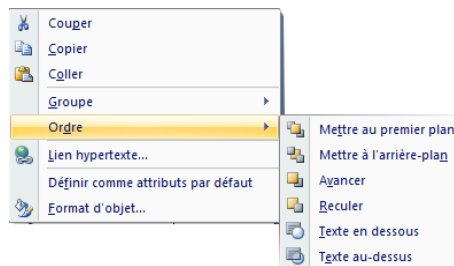 Couper
Copier
Coller
Groupe
Ordre
Lien hypertexte...
Définir comme attributs par défaut
Format d'objet...
Mettre au premier plan
Mettre à l'arrière-plan
Avancer
Reculer
Texte en dessous
Texte au-dessus